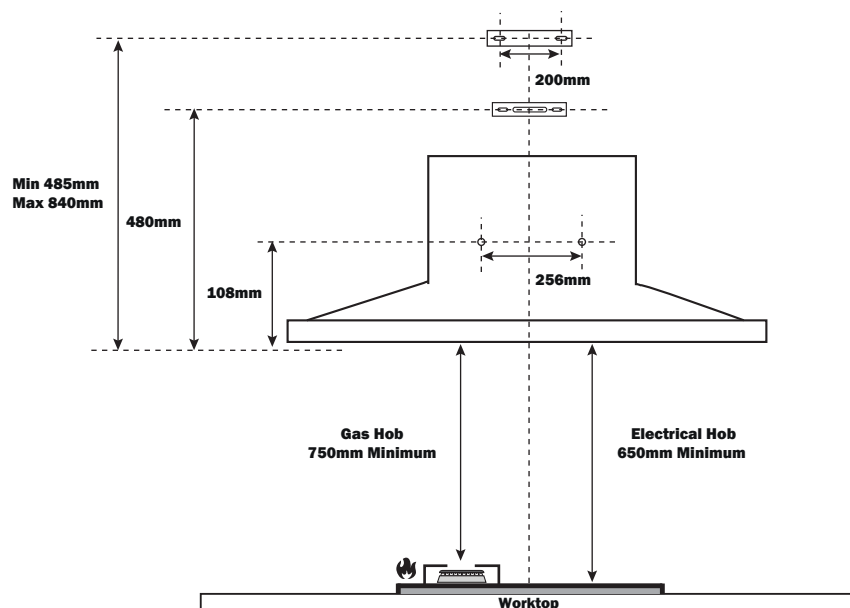 200mm
Min 485mm
Max 840mm
480mm
108mm
256mm
Gas Hob
750mm Minimum
Electrical Hob
650mm Minimum
Worktop